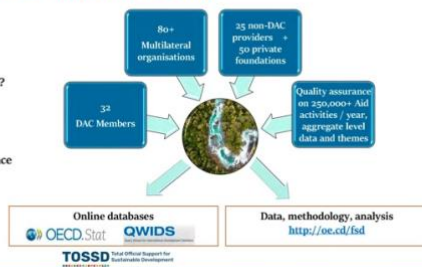 80+
Multilateral
organisations
25 non-DAC
providers +
50 private
foundations
?
32
DAC Members
Quality assurance
on 250,000+ Aid
activities / year,
aggregate level
data and themes
Online databases
OECD.Stat
QWIDS
TOSSD Total Official Support for
Sustainable Development
Data, methodology, analysis
http://oe.cd/fsd